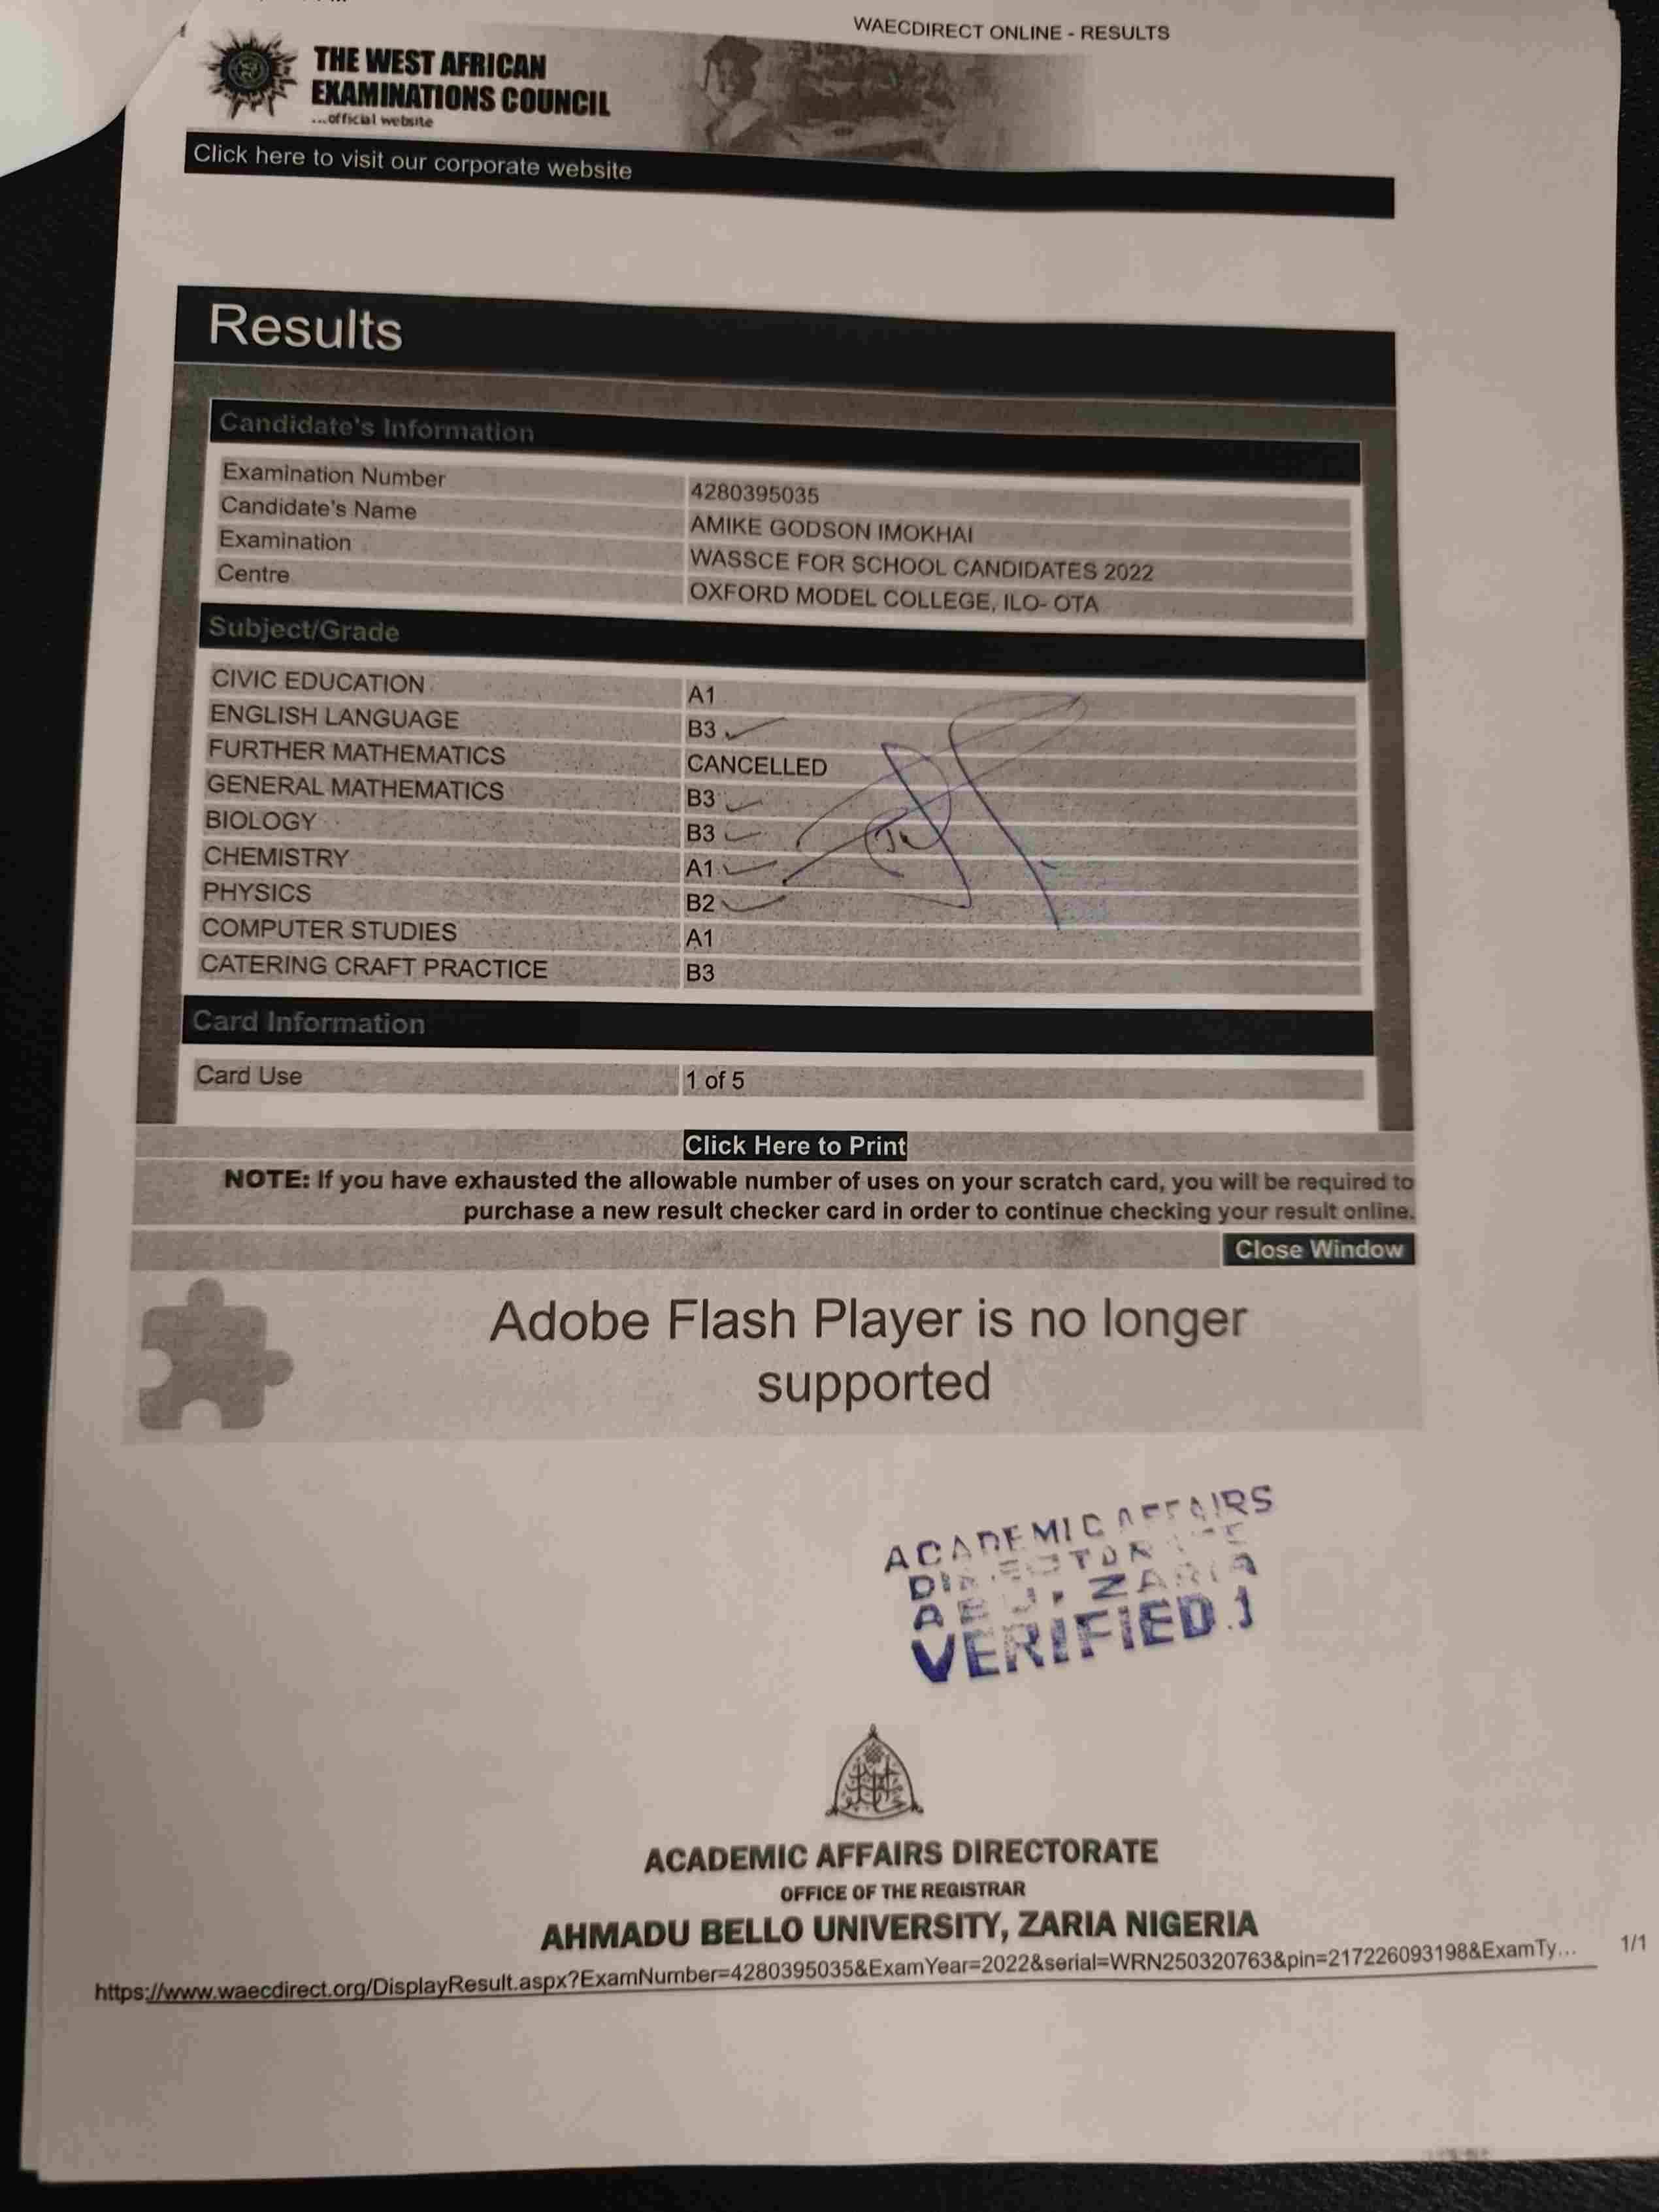 WAECDIRECT ONLINE - RESULTS
THE WEST AFRICAN
EXAMINATIONS COUNCIL
...official website
Click here to visit our corporate website
Results
Candidate's Information
Examination Number 4280395035
Candidate's Name AMIKE GODSON IMOKHAI
Examination WASSCE FOR SCHOOL CANDIDATES 2022
Centre OXFORD MODEL COLLEGE, ILO- OTA
Subject/Grade
CIVIC EDUCATION A1
ENGLISH LANGUAGE B3
FURTHER MATHEMATICS CANCELLED
GENERAL MATHEMATICS B3
BIOLOGY B3
CHEMISTRY A1
PHYSICS B2
COMPUTER STUDIES A1
CATERING CRAFT PRACTICE B3
Card Information
Card Use 1 of 5
Click Here to Print
NOTE: If you have exhausted the allowable number of uses on your scratch card, you will be required to
purchase a new result checker card in order to continue checking your result online.
Close Window
Adobe Flash Player is no longer
supported
ACADEMIC AFFAIRS
DIRECTORATE
A B U, ZARIA
VERIFIED 1
ACADEMIC AFFAIRS DIRECTORATE
OFFICE OF THE REGISTRAR
AHMADU BELLO UNIVERSITY, ZARIA NIGERIA
https://www.waecdirect.org/DisplayResult.aspx?ExamNumber=4280395035&ExamYear=2022&serial=WRN250320763&pin=217226093198&ExamTy... 1/1